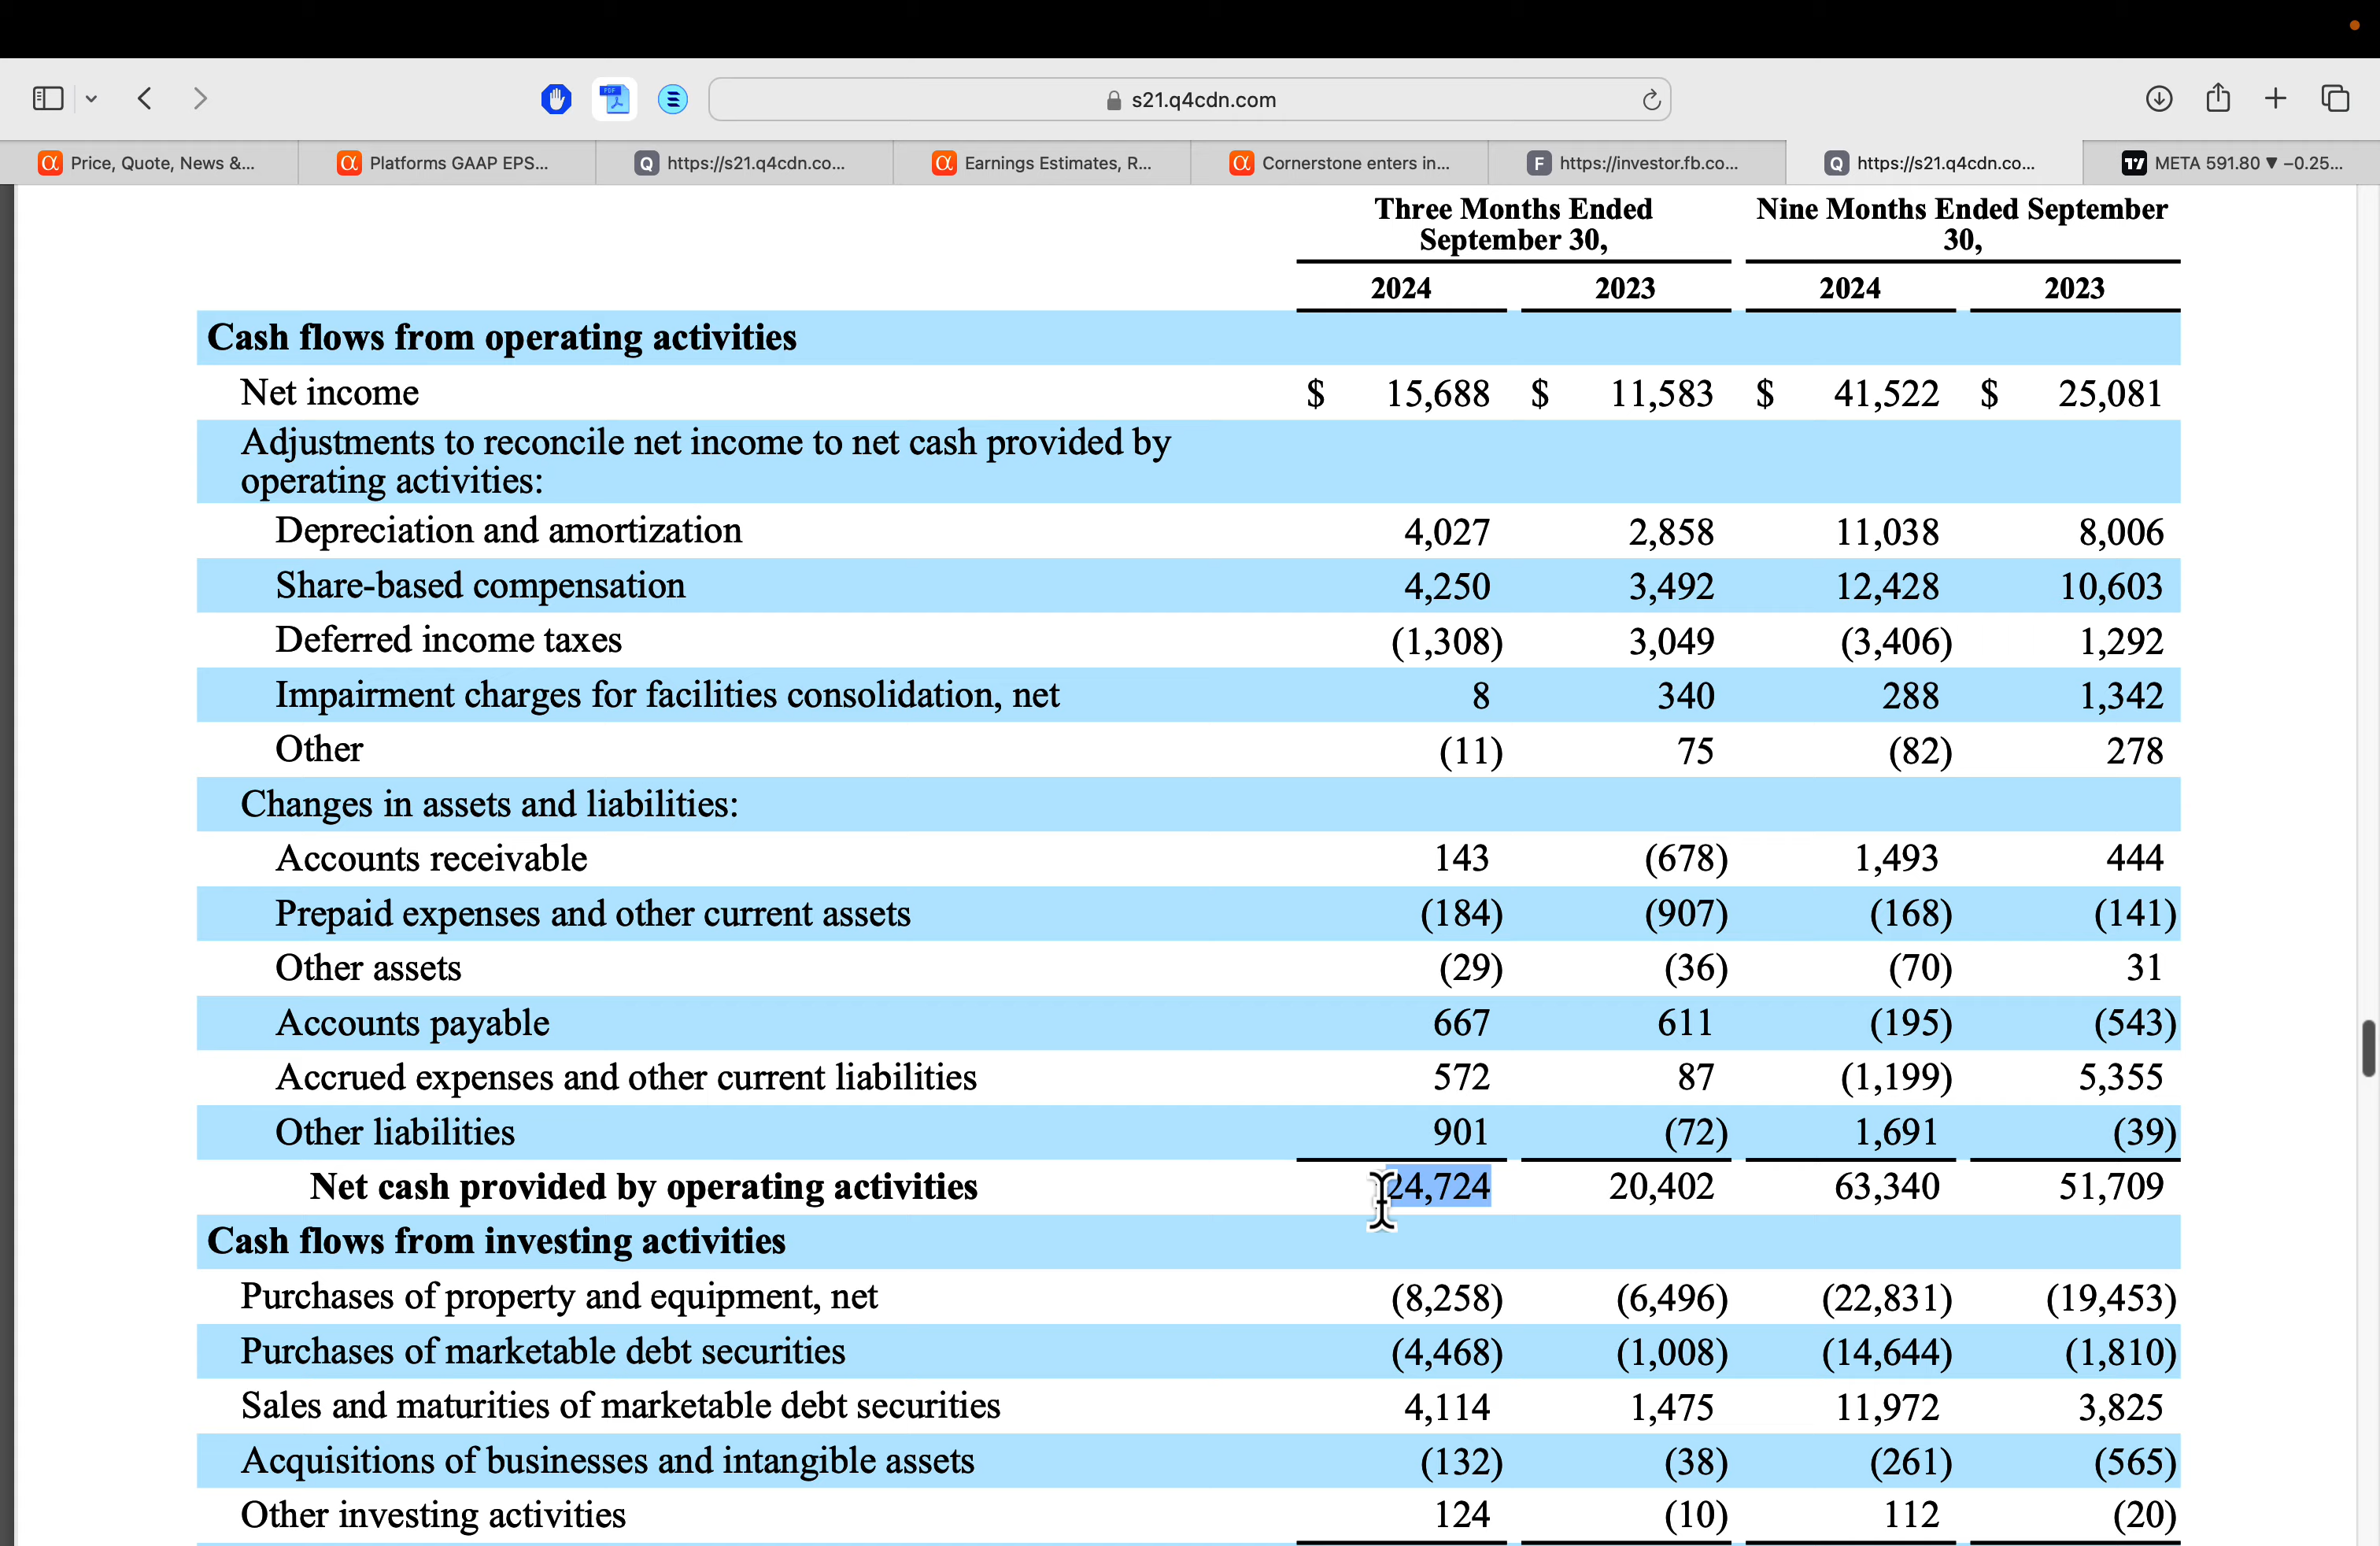 s21.q4cdn.com
Price, Quote, News &...
Platforms GAAP EPS...
https://s21.q4cdn.co...
Earnings Estimates, R...
Cornerstone enters in...
https://investor.fb.co...
https://s21.q4cdn.co...
META 591.80 ▼ −0.25...
Three Months Ended September 30, Nine Months Ended September 30,
2024 2023 2024 2023
Cash flows from operating activities
Net income $ 15,688 $ 11,583 $ 41,522 $ 25,081
Adjustments to reconcile net income to net cash provided by
operating activities:
Depreciation and amortization 4,027 2,858 11,038 8,006
Share-based compensation 4,250 3,492 12,428 10,603
Deferred income taxes (1,308) 3,049 (3,406) 1,292
Impairment charges for facilities consolidation, net 8 340 288 1,342
Other (11) 75 (82) 278
Changes in assets and liabilities:
Accounts receivable 143 (678) 1,493 444
Prepaid expenses and other current assets (184) (907) (168) (141)
Other assets (29) (36) (70) 31
Accounts payable 667 611 (195) (543)
Accrued expenses and other current liabilities 572 87 (1,199) 5,355
Other liabilities 901 (72) 1,691 (39)
Net cash provided by operating activities 24,724 20,402 63,340 51,709
Cash flows from investing activities
Purchases of property and equipment, net (8,258) (6,496) (22,831) (19,453)
Purchases of marketable debt securities (4,468) (1,008) (14,644) (1,810)
Sales and maturities of marketable debt securities 4,114 1,475 11,972 3,825
Acquisitions of businesses and intangible assets (132) (38) (261) (565)
Other investing activities 124 (10) 112 (20)